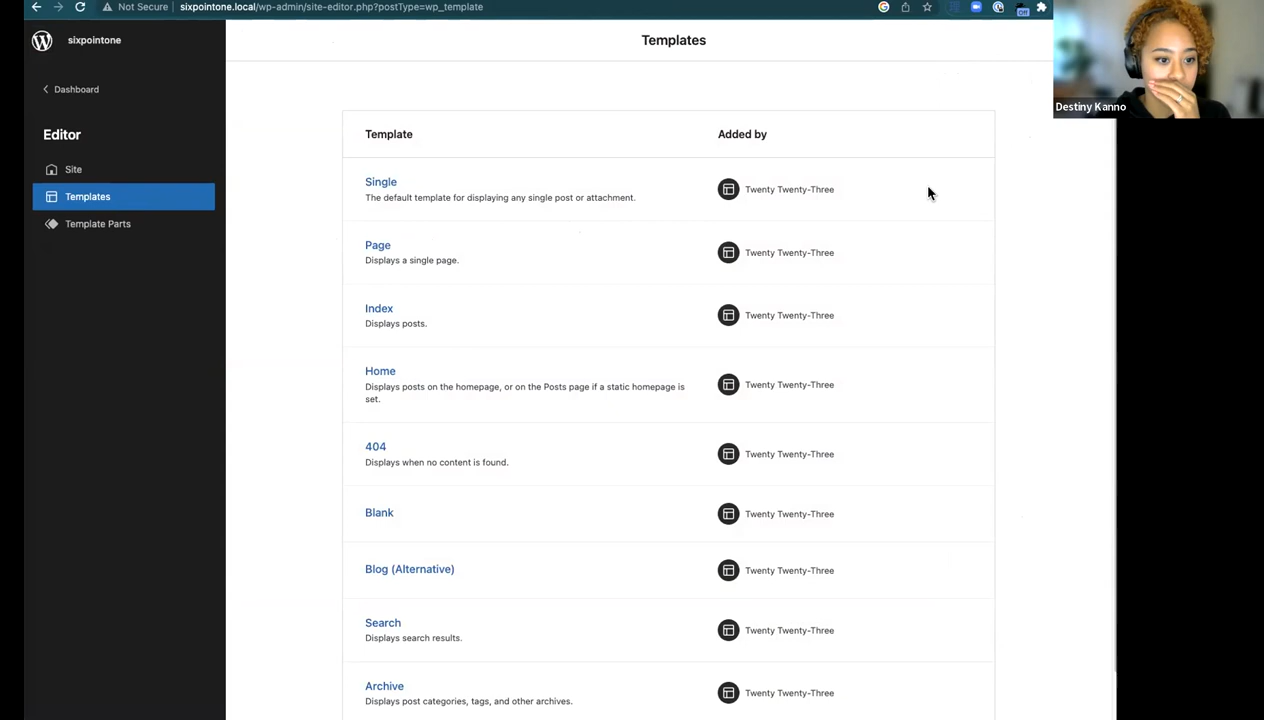 Not Secure sixpointone.local/wp-admin/site-editor.php?postType=wp_template
Off
sixpointone
Templates
Destiny Kanno
Dashboard
Editor
Site
Templates
Template Parts
Template Added by
Single
The default template for displaying any single post or attachment.
Twenty Twenty-Three
Page
Displays a single page.
Twenty Twenty-Three
Index
Displays posts.
Twenty Twenty-Three
Home
Displays posts on the homepage, or on the Posts page if a static homepage is
set.
Twenty Twenty-Three
404
Displays when no content is found.
Twenty Twenty-Three
Blank
Twenty Twenty-Three
Blog (Alternative)
Twenty Twenty-Three
Search
Displays search results.
Twenty Twenty-Three
Archive
Displays post categories, tags, and other archives.
Twenty Twenty-Three